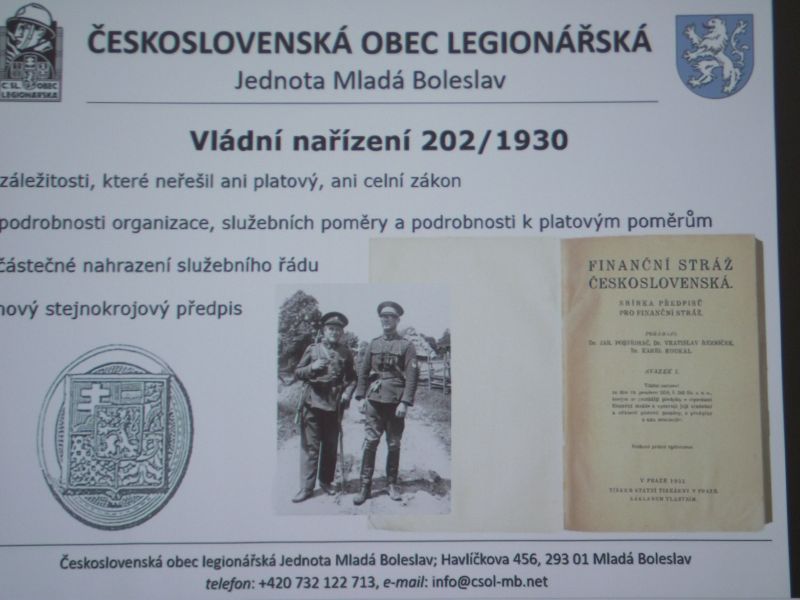 ČESKOSLOVENSKÁ OBEC LEGIONÁŘSKÁ
Jednota Mladá Boleslav
Č. SL. OBEC
LEGIONÁŘSKÁ
Vládní nařízení 202/1930
záležitosti, které neřešil ani platový, ani celní zákon
podrobnosti organizace, služebních poměry a podrobnosti k platovým poměrům
částečné nahrazení služebního řádu
nový stejnokrojový předpis
FINANČNÍ STRÁŽ
ČESKOSLOVENSKÁ.
SBÍRKA PŘEDPISŮ
PRO FINANČNÍ STRÁŽ.
SVAZEK I.
V PRAZE
Československá obec legionářská Jednota Mladá Boleslav; Havlíčkova 456, 293 01 Mladá Boleslav
telefon: +420 732 122 713, e-mail: info@csol-mb.net